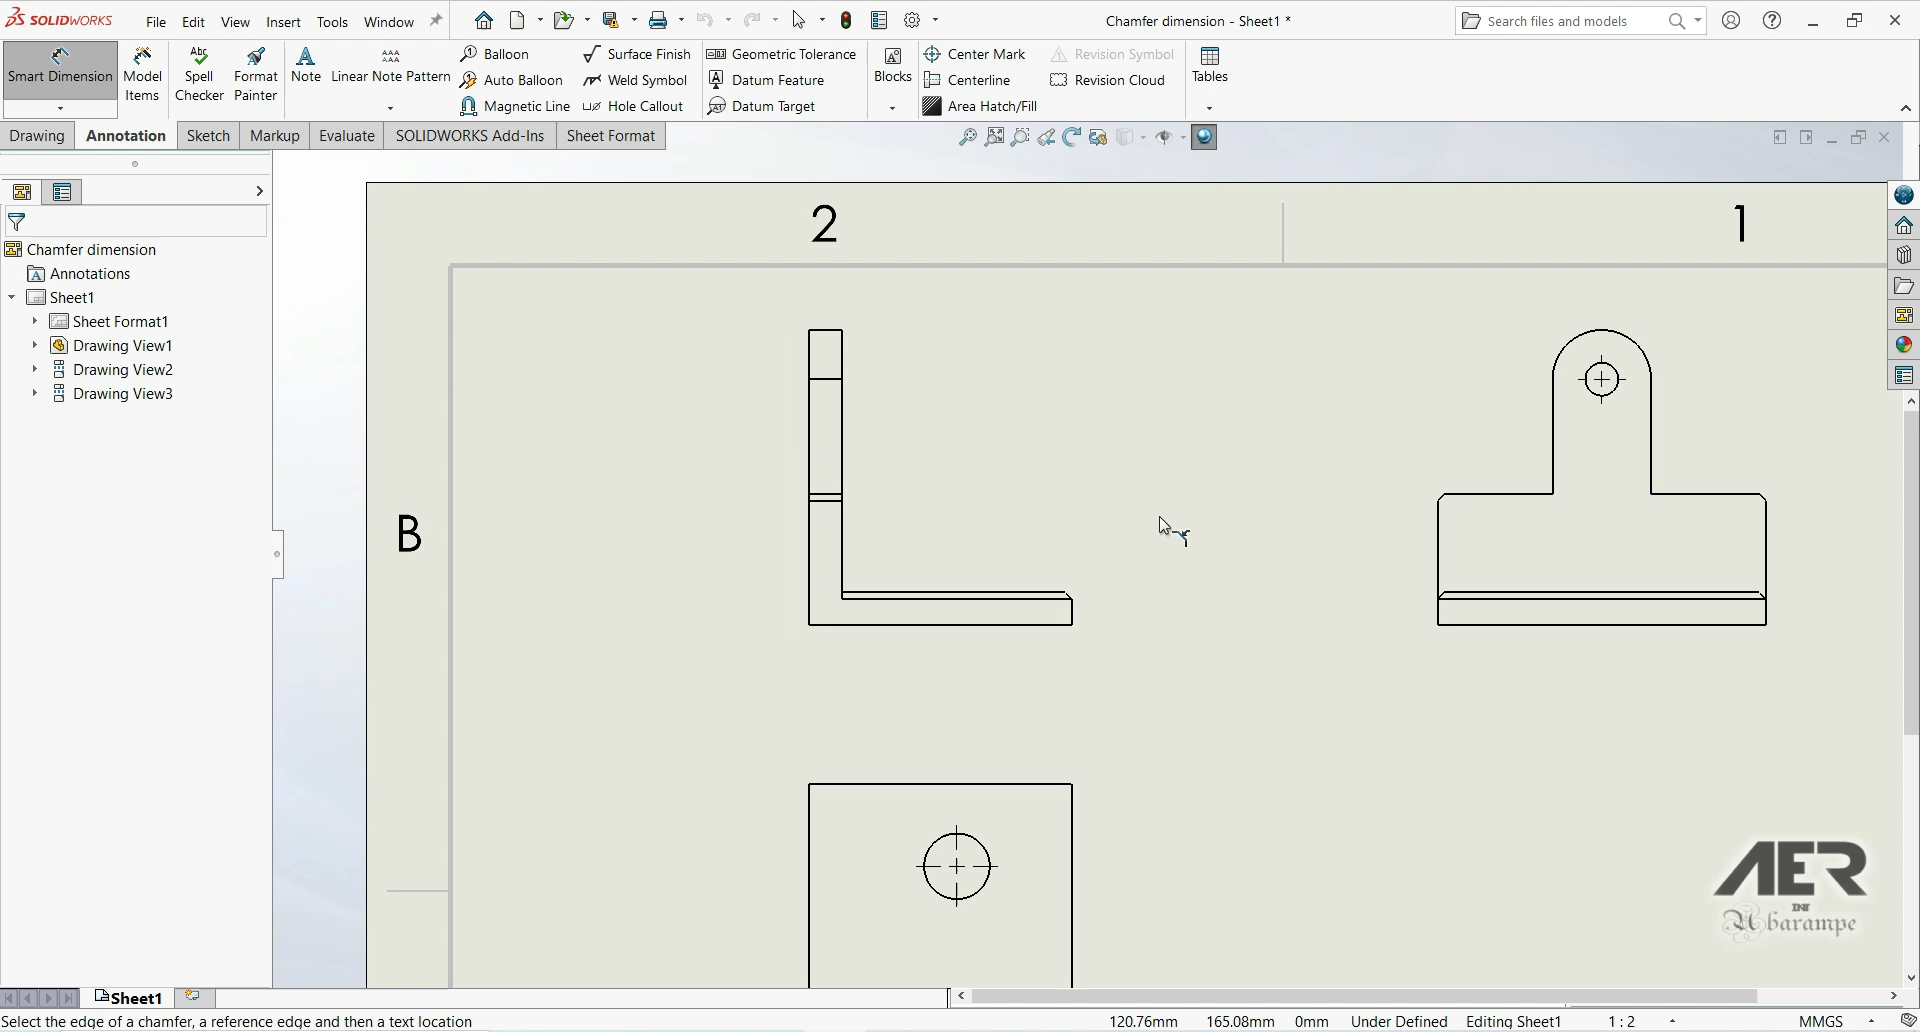 SOLIDWORKS File Edit View Insert Tools Window Chamfer dimension - Sheet1 * Search files and models
Smart Dimension
Model Items
Spell Checker
Format Painter
Note
Linear Note Pattern
Balloon
Auto Balloon
Magnetic Line
Surface Finish
Weld Symbol
Hole Callout
Geometric Tolerance
Datum Feature
Datum Target
Blocks
Center Mark
Centerline
Area Hatch/Fill
Revision Symbol
Revision Cloud
Tables
Drawing Annotation Sketch Markup Evaluate SOLIDWORKS Add-Ins Sheet Format
Chamfer dimension
Annotations
Sheet1
Sheet Format1
Drawing View1
Drawing View2
Drawing View3
2
1
B
AER
INT
Abarampe
Sheet1
Select the edge of a chamfer, a reference edge and then a text location 120.76mm 165.08mm 0mm Under Defined Editing Sheet1 1:2 MMGS